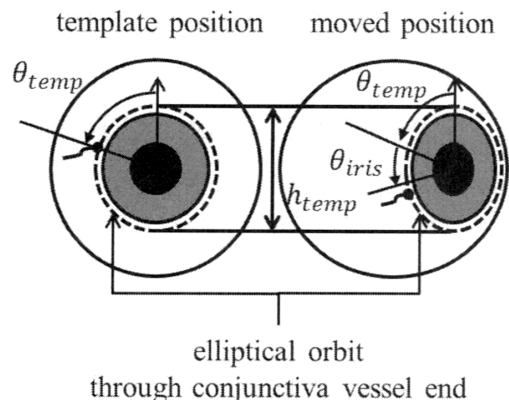 template position moved position
θ_temp θ_temp
θ_iris
h_temp
elliptical orbit
through conjunctiva vessel end